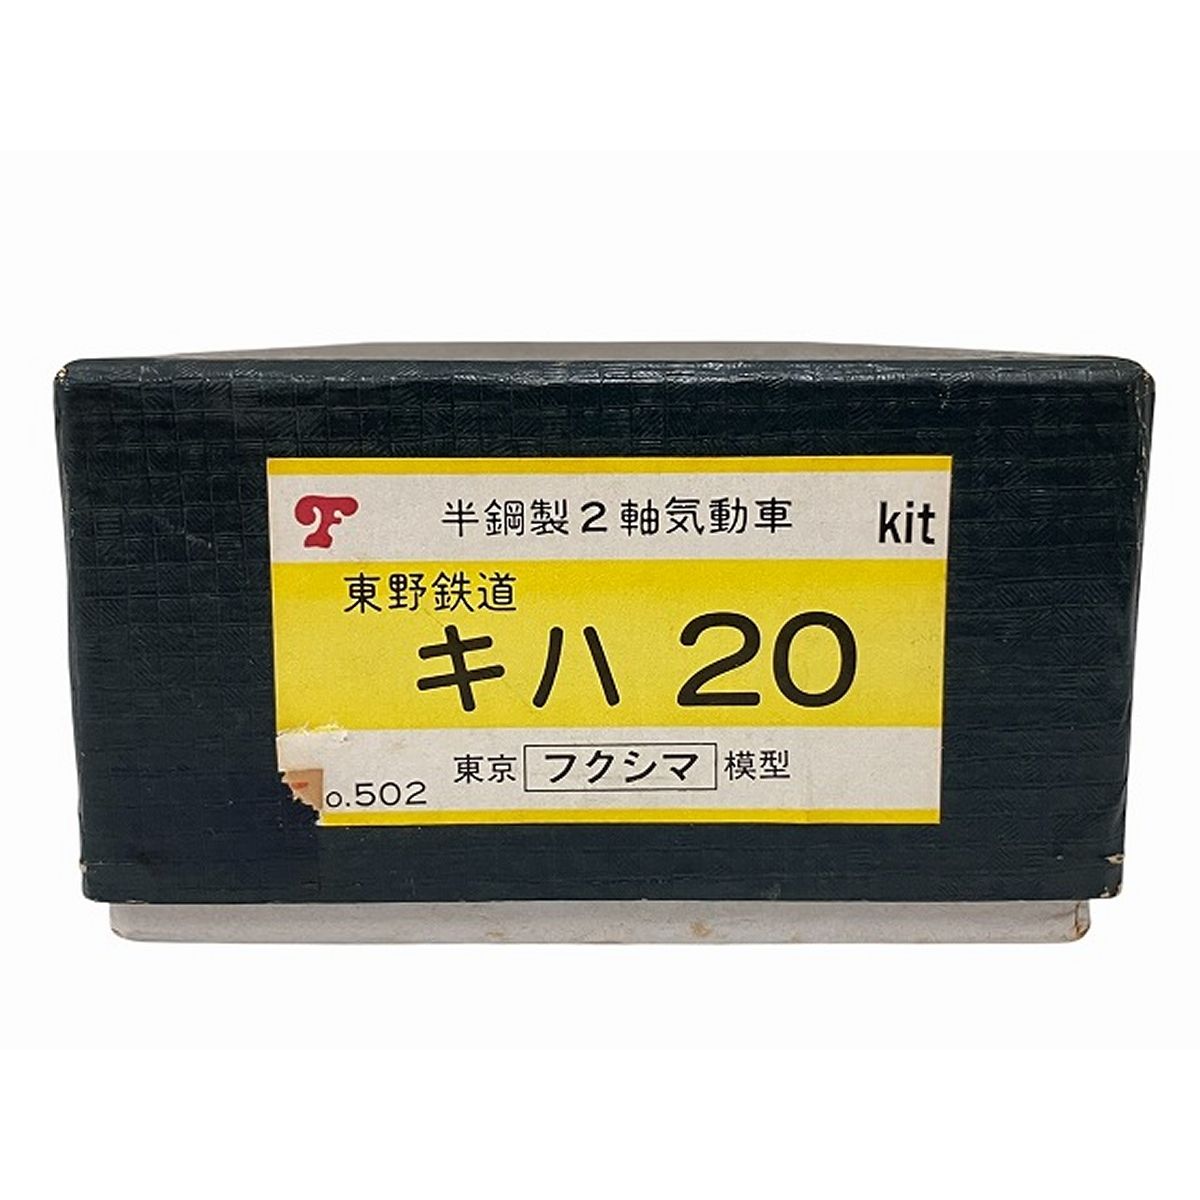 半鋼製2軸気動車 kit
東野鉄道
キハ 20
東京 フクシマ 模型
o.502